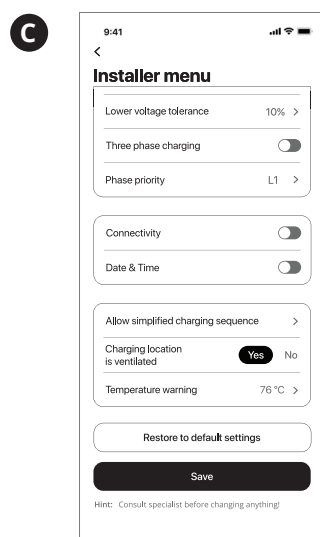 C
9:41
Installer menu
Lower voltage tolerance 10%
Three phase charging
Phase priority L1
Connectivity
Date & Time
Allow simplified charging sequence
Charging location
is ventilated Yes No
Temperature warning 76 °C
Restore to default settings
Save
Hint: Consult specialist before changing anything!